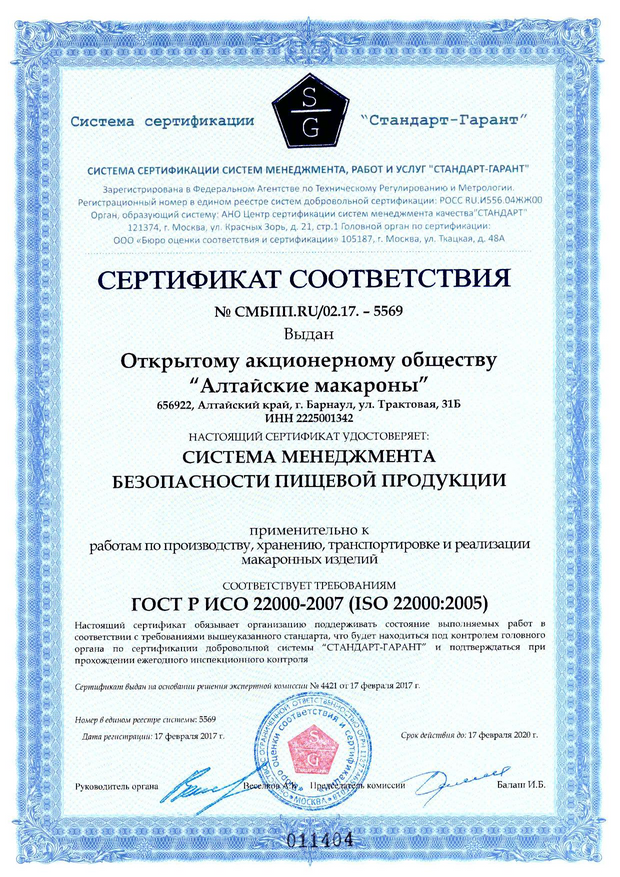 S
G
Система сертификации "Стандарт-Гарант"
СИСТЕМА СЕРТИФИКАЦИИ СИСТЕМ МЕНЕДЖМЕНТА, РАБОТ И УСЛУГ "СТАНДАРТ-ГАРАНТ"
Зарегистрирована в Федеральном Агентстве по Техническому Регулированию и Метрологии.
Регистрационный номер в едином реестре систем добровольной сертификации: РОСС RU.И556.04ЖЖ00
Орган, образующий систему: АНО Центр сертификации систем менеджмента качества"СТАНДАРТ"
121374, г. Москва, ул. Красных Зорь, д. 21, стр.1 Головной орган по сертификации:
ООО «Бюро оценки соответствия и сертификации» 105187, г. Москва, ул. Ткацкая, д. 48А
СЕРТИФИКАТ СООТВЕТСТВИЯ
№ СМБПП.RU/02.17. – 5569
Выдан
Открытому акционерному обществу
"Алтайские макароны"
656922, Алтайский край, г. Барнаул, ул. Трактовая, 31Б
ИНН 2225001342
НАСТОЯЩИЙ СЕРТИФИКАТ УДОСТОВЕРЯЕТ:
СИСТЕМА МЕНЕДЖМЕНТА
БЕЗОПАСНОСТИ ПИЩЕВОЙ ПРОДУКЦИИ
применительно к
работам по производству, хранению, транспортировке и реализации
макаронных изделий
СООТВЕТСТВУЕТ ТРЕБОВАНИЯМ
ГОСТ Р ИСО 22000-2007 (ISO 22000:2005)
Настоящий сертификат обязывает организацию поддерживать состояние выполняемых работ в
соответствии с требованиями вышеуказанного стандарта, что будет находиться под контролем головного
органа по сертификации добровольной системы "СТАНДАРТ-ГАРАНТ" и подтверждаться при
прохождении ежегодного инспекционного контроля
Сертификат выдан на основании решения экспертной комиссии № 4421 от 17 февраля 2017 г.
Номер в едином реестре системы: 5569
Дата регистрации: 17 февраля 2017 г.
Срок действия до: 17 февраля 2020 г.
S
G
МОСКВА
Руководитель органа Веселков А.В. Председатель комиссии Балаш И.Б.
011404